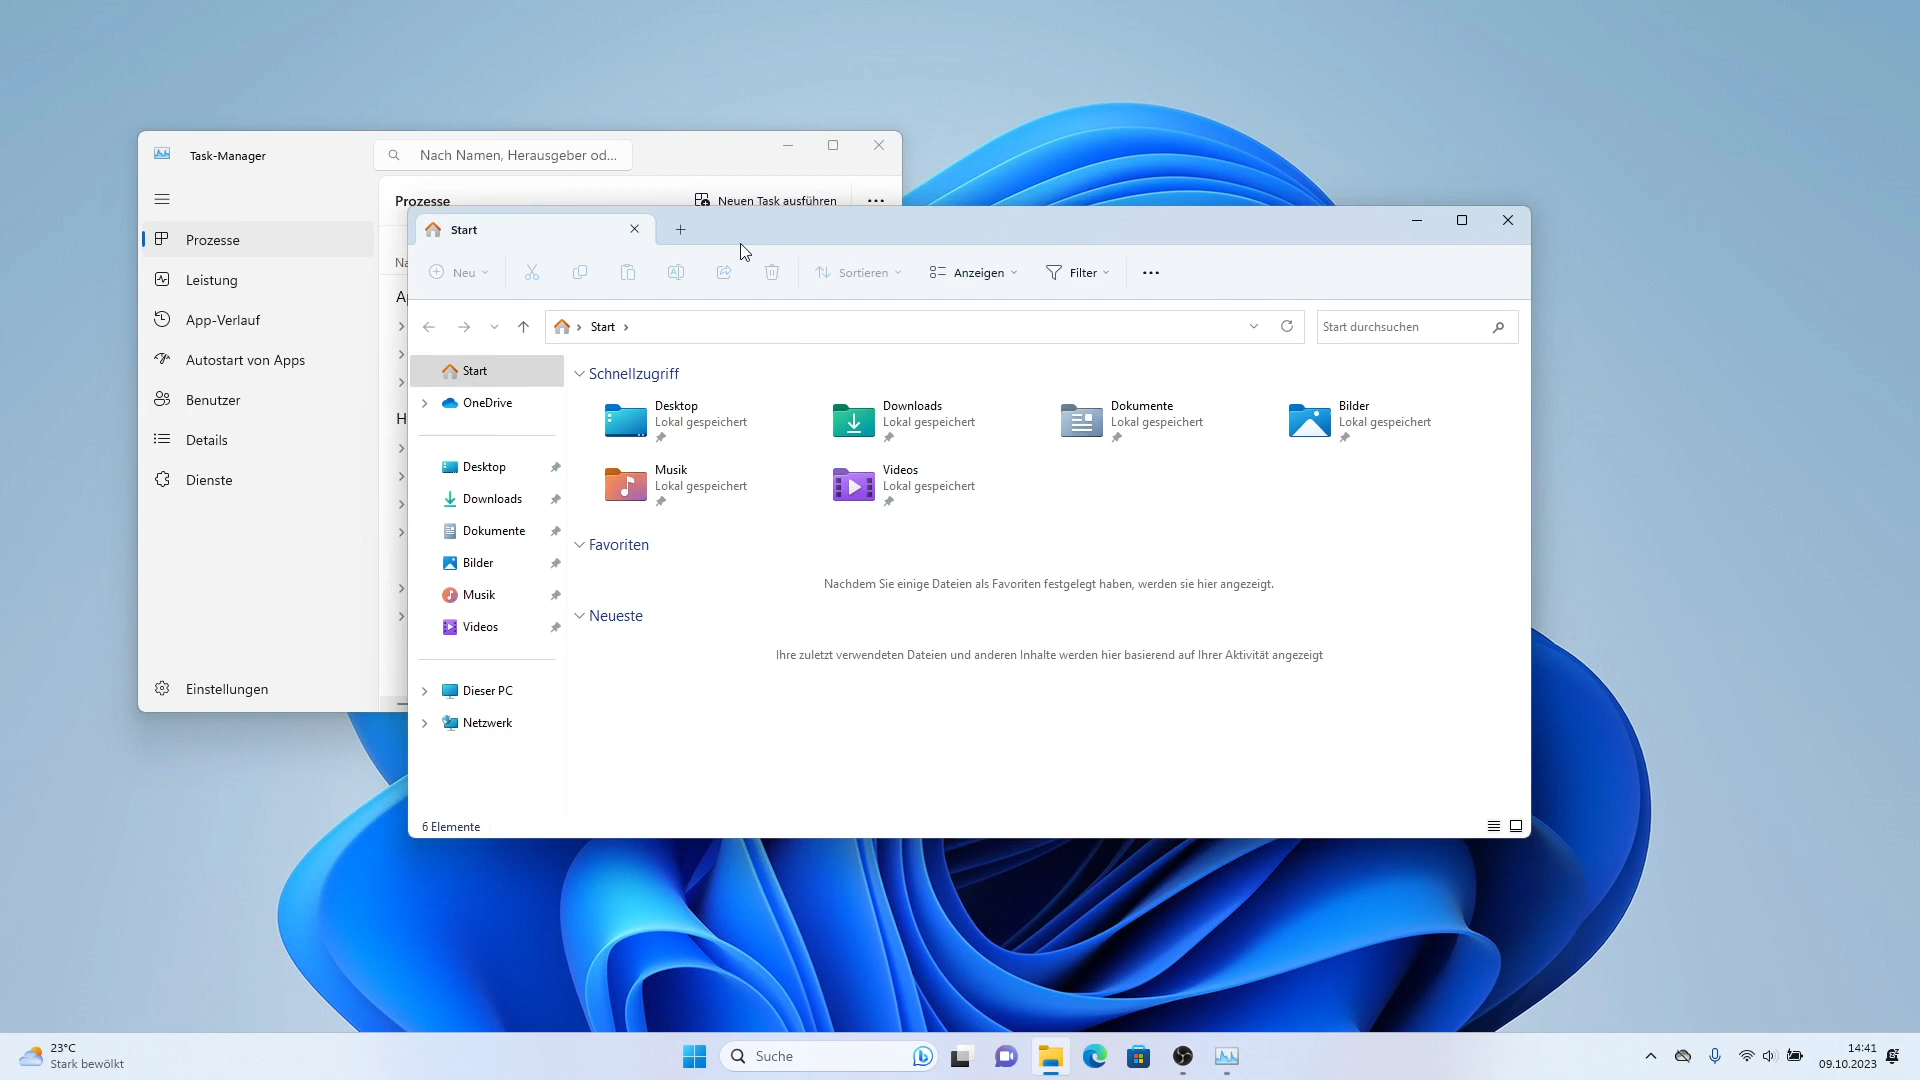 Task-Manager
Nach Namen, Herausgeber od...
Prozesse
Neuen Task ausführen
Prozesse
Leistung
App-Verlauf
Autostart von Apps
Benutzer
Details
Dienste
Einstellungen
Start
Neu
Sortieren
Anzeigen
Filter
Start
Start durchsuchen
Start
OneDrive
Desktop
Downloads
Dokumente
Bilder
Musik
Videos
Dieser PC
Netzwerk
Schnellzugriff
Desktop
Lokal gespeichert
Downloads
Lokal gespeichert
Dokumente
Lokal gespeichert
Bilder
Lokal gespeichert
Musik
Lokal gespeichert
Videos
Lokal gespeichert
Favoriten
Nachdem Sie einige Dateien als Favoriten festgelegt haben, werden sie hier angezeigt.
Neueste
Ihre zuletzt verwendeten Dateien und anderen Inhalte werden hier basierend auf Ihrer Aktivität angezeigt
6 Elemente
23°C
Stark bewölkt
Suche
14:41
09.10.2023